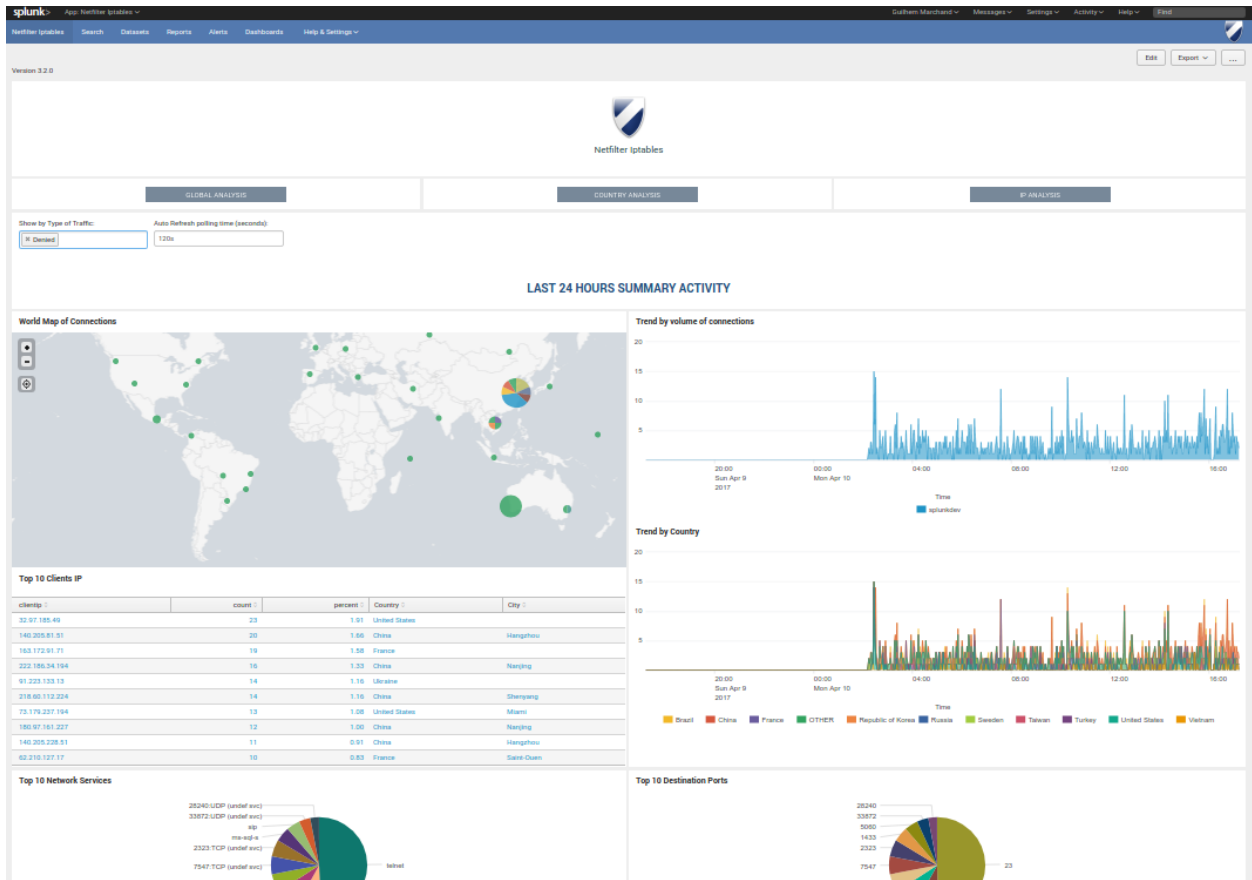 splunk> App: Netfilter Iptables Guilhem Marchand Messages Settings Activity Help Find
Netfilter Iptables Search Datasets Reports Alerts Dashboards Help & Settings
Edit Export ...
Version 3.2.0
Netfilter Iptables
GLOBAL ANALYSIS COUNTRY ANALYSIS IP ANALYSIS
Show by Type of Traffic: Auto Refresh polling time (seconds):
Denied 120s
LAST 24 HOURS SUMMARY ACTIVITY
World Map of Connections
+
-
Trend by volume of connections
20
15
10
5
20:00 00:00 04:00 08:00 12:00 16:00
Sun Apr 9 Mon Apr 10
2017
Time
splunkdev
Trend by Country
20
15
10
5
20:00 00:00 04:00 08:00 12:00 16:00
Sun Apr 9 Mon Apr 10
2017
Time
Brazil China France OTHER Republic of Korea Russia Sweden Taiwan Turkey United States Vietnam
Top 10 Clients IP
clientip count percent Country City
32.97.185.49 23 1.91 United States
140.205.81.51 20 1.66 China Hangzhou
163.172.91.71 19 1.58 France
222.186.34.194 16 1.33 China Nanjing
91.223.133.13 14 1.16 Ukraine
218.60.112.224 14 1.16 China Shenyang
73.179.237.194 13 1.08 United States Miami
180.97.161.227 12 1.00 China Nanjing
140.205.228.51 11 0.91 China Hangzhou
62.210.127.17 10 0.83 France Saint-Ouen
Top 10 Network Services
28240:UDP (undef svc)
33872:UDP (undef svc)
sip
ms-sql-s
2323:TCP (undef svc)
7547:TCP (undef svc)
telnet
Top 10 Destination Ports
28240
33872
5060
1433
2323
7547
23